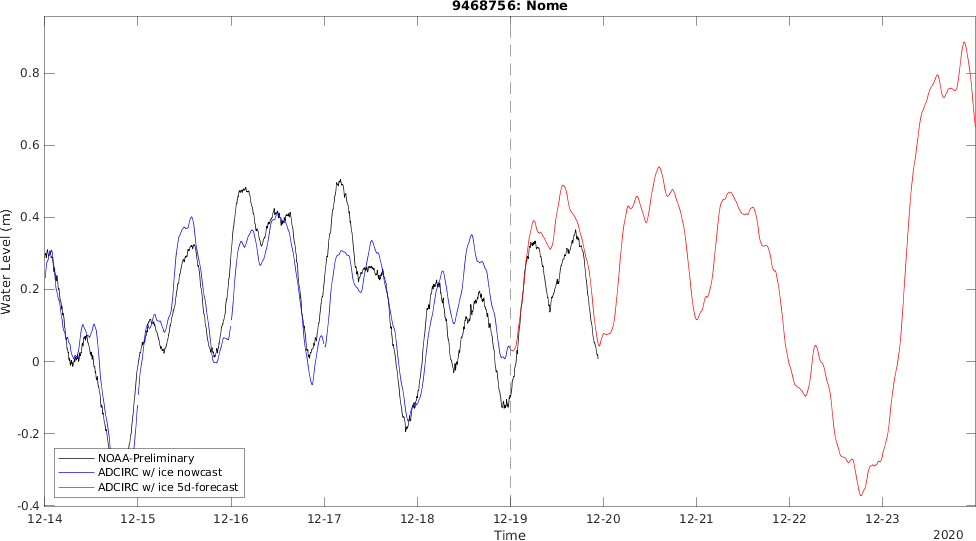 9468756: Nome
Water Level (m)
0.8
0.6
0.4
0.2
0
-0.2
-0.4
NOAA-Preliminary
ADCIRC w/ ice nowcast
ADCIRC w/ ice 5d-forecast
12-14 12-15 12-16 12-17 12-18 12-19 12-20 12-21 12-22 12-23
Time
2020